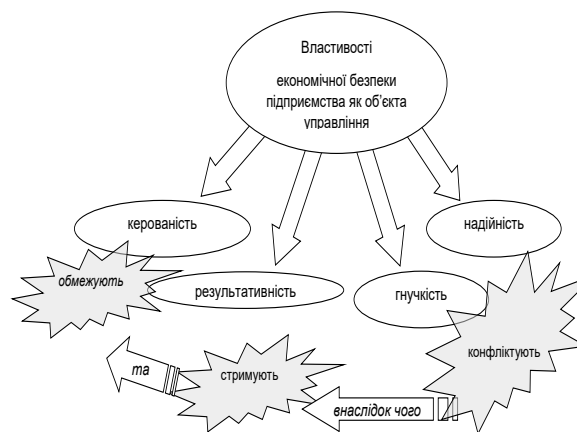 Властивості
економічної безпеки
підприємства як об’єкта
управління
керованість
надійність
обмежують
результативність
гнучкість
конфліктують
та
стримують
внаслідок чого